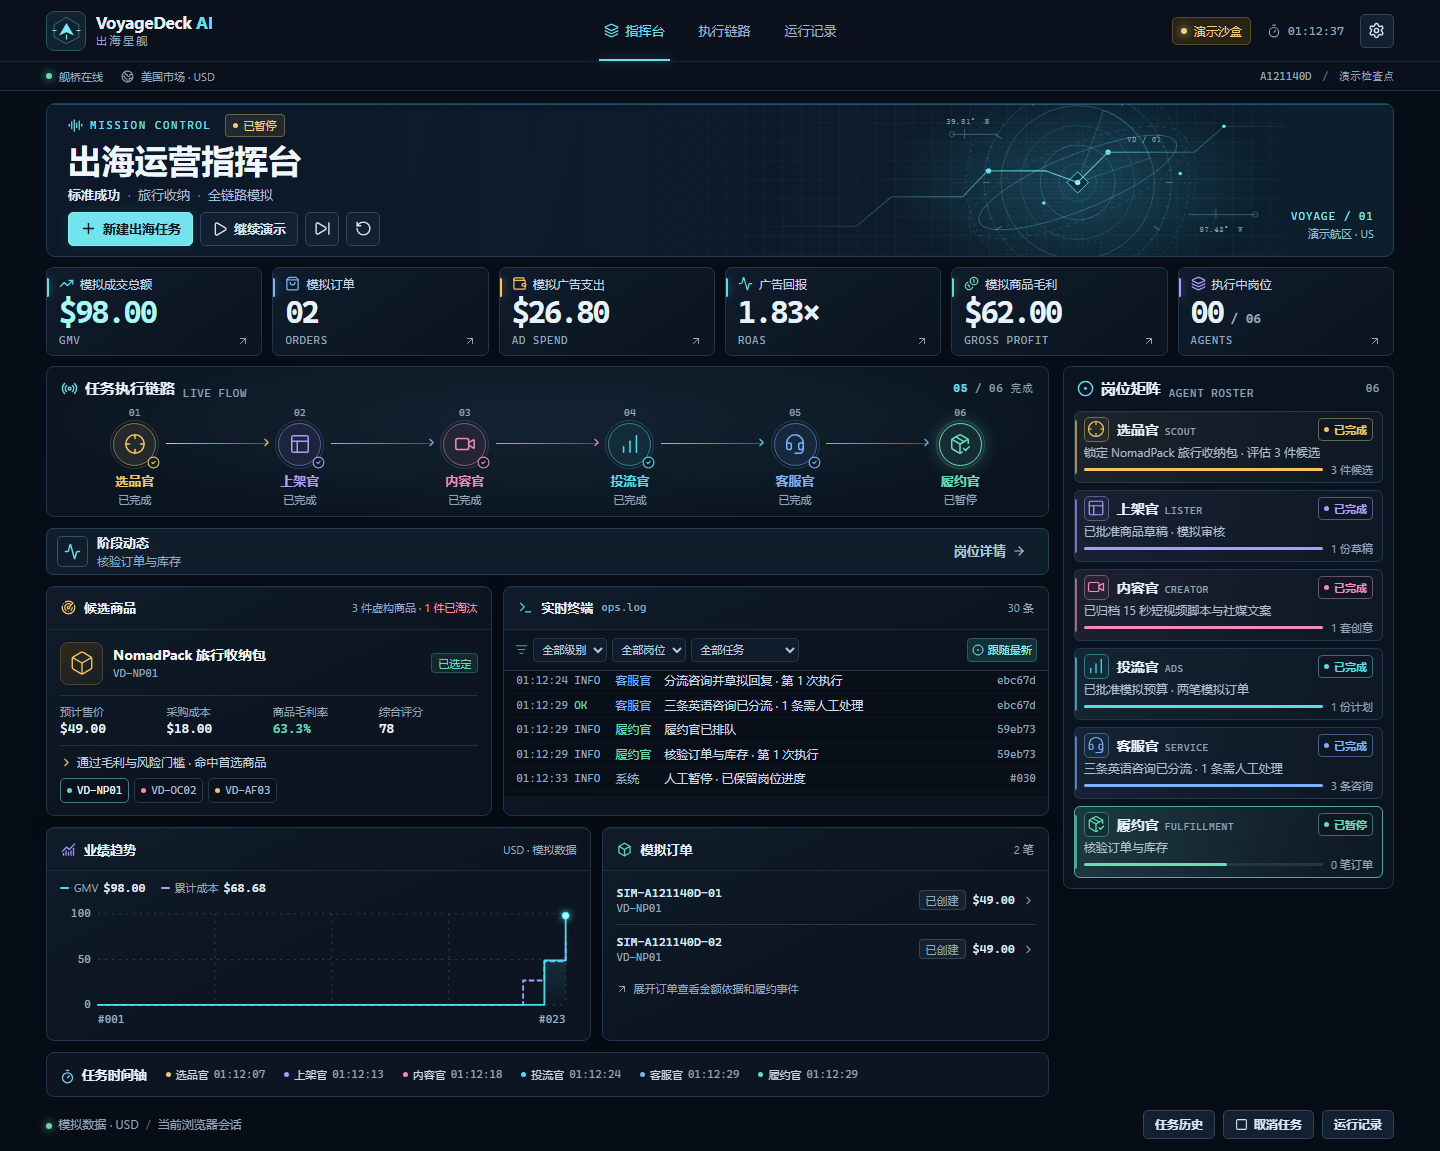 VoyageDeck AI
出海星舰
指挥台
执行链路
运行记录
演示沙盒
01:12:37
舰桥在线
美国市场 · USD
A121140D / 演示检查点
MISSION CONTROL
已暂停
出海运营指挥台
标准成功 · 旅行收纳 · 全链路模拟
新建出海任务
继续演示
39.81° N
VD / 01
87.42° W
VOYAGE / 01
演示航区 · US
模拟成交总额
$98.00
GMV
模拟订单
02
ORDERS
模拟广告支出
$26.80
AD SPEND
广告回报
1.83×
ROAS
模拟商品毛利
$62.00
GROSS PROFIT
执行中岗位
00 / 06
AGENTS
任务执行链路 LIVE FLOW
05 / 06 完成
01
选品官
已完成
02
上架官
已完成
03
内容官
已完成
04
投流官
已完成
05
客服官
已完成
06
履约官
已暂停
阶段动态
核验订单与库存
岗位详情
候选商品
3 件虚构商品 · 1 件已淘汰
NomadPack 旅行收纳包
VD-NP01
已选定
预计售价
$49.00
采购成本
$18.00
商品毛利率
63.3%
综合评分
78
通过毛利与风险门槛 · 命中首选商品
VD-NP01
VD-OC02
VD-AF03
实时终端 ops.log
30 条
全部级别
全部岗位
全部任务
跟随最新
01:12:24 INFO 客服官 分流咨询并草拟回复 · 第 1 次执行 ebc67d
01:12:29 OK 客服官 三条英语咨询已分流 · 1 条需人工处理 ebc67d
01:12:29 INFO 履约官 履约官已排队 59eb73
01:12:29 INFO 履约官 核验订单与库存 · 第 1 次执行 59eb73
01:12:33 INFO 系统 人工暂停 · 已保留岗位进度 #030
业绩趋势
USD · 模拟数据
GMV $98.00
累计成本 $68.68
100
50
0
#001
#023
模拟订单
2 笔
SIM-A121140D-01
VD-NP01
已创建
$49.00
SIM-A121140D-02
VD-NP01
已创建
$49.00
展开订单查看金额依据和履约事件
任务时间轴
选品官 01:12:07
上架官 01:12:13
内容官 01:12:18
投流官 01:12:24
客服官 01:12:29
履约官 01:12:29
岗位矩阵 AGENT ROSTER
06
选品官 SCOUT
已完成
锁定 NomadPack 旅行收纳包 · 评估 3 件候选
3 件候选
上架官 LISTER
已完成
已批准商品草稿 · 模拟审核
1 份草稿
内容官 CREATOR
已完成
已归档 15 秒短视频脚本与社媒文案
1 套创意
投流官 ADS
已完成
已批准模拟预算 · 两笔模拟订单
1 份计划
客服官 SERVICE
已完成
三条英语咨询已分流 · 1 条需人工处理
3 条咨询
履约官 FULFILLMENT
已暂停
核验订单与库存
0 笔订单
模拟数据 · USD / 当前浏览器会话
任务历史
取消任务
运行记录